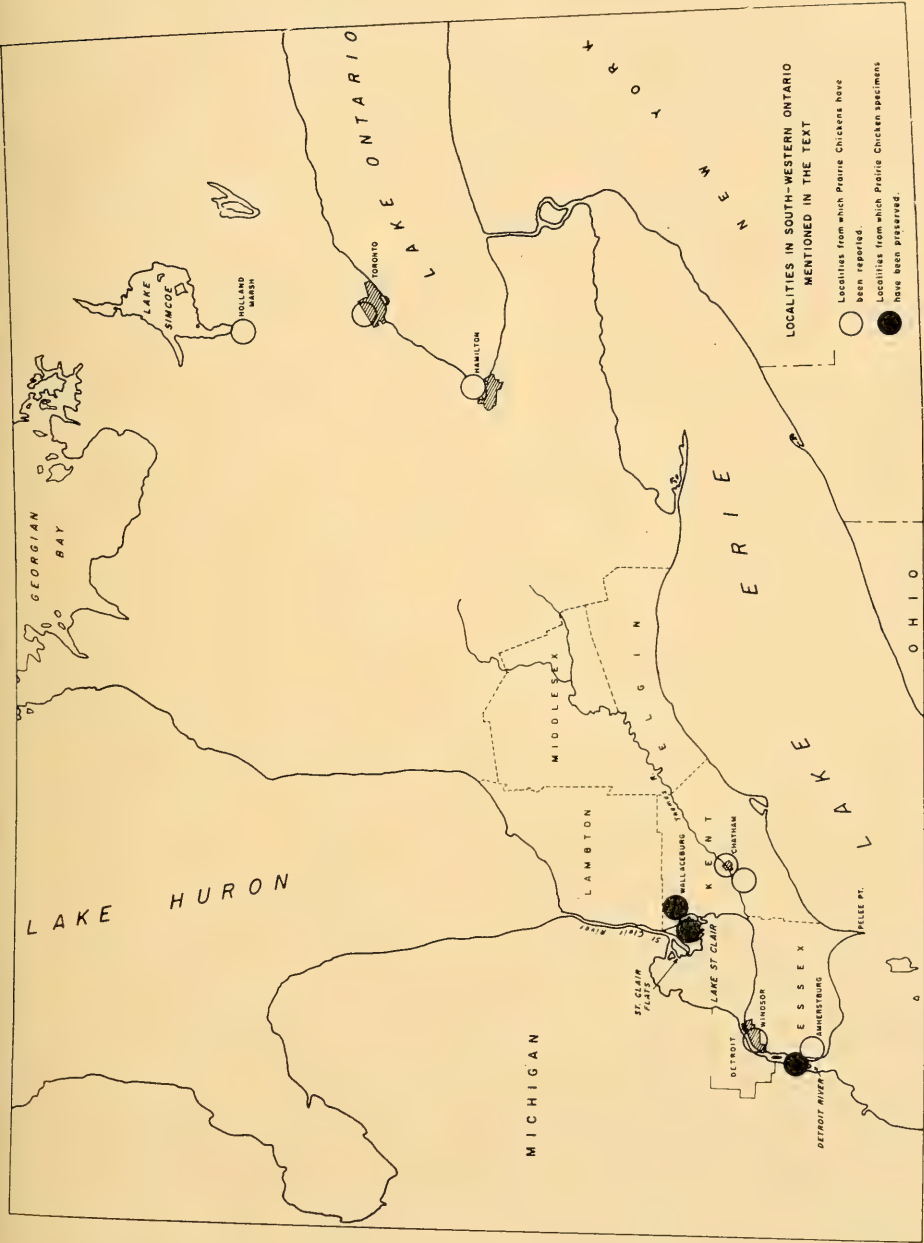 LAKE HURON
GEORGIAN
BAY
LAKE
SIMCOE
HOLLAND
MARSH
TORONTO
LAKE ONTARIO
HAMILTON
NEW YORK
MICHIGAN
LAMBTON
MIDDLESEX
ELGIN
Thames R.
St Clair
River
ST. CLAIR
FLATS
WALLACEBURG
KENT
CHATHAM
LAKE ST CLAIR
DETROIT
WINDSOR
ESSEX
AMHERSTBURG
DETROIT RIVER
PELEE PT.
LAKE ERIE
OHIO
LOCALITIES IN SOUTH-WESTERN ONTARIO
MENTIONED IN THE TEXT
Localities from which Prairie Chickens have
been reported.
Localities from which Prairie Chicken specimens
have been preserved.